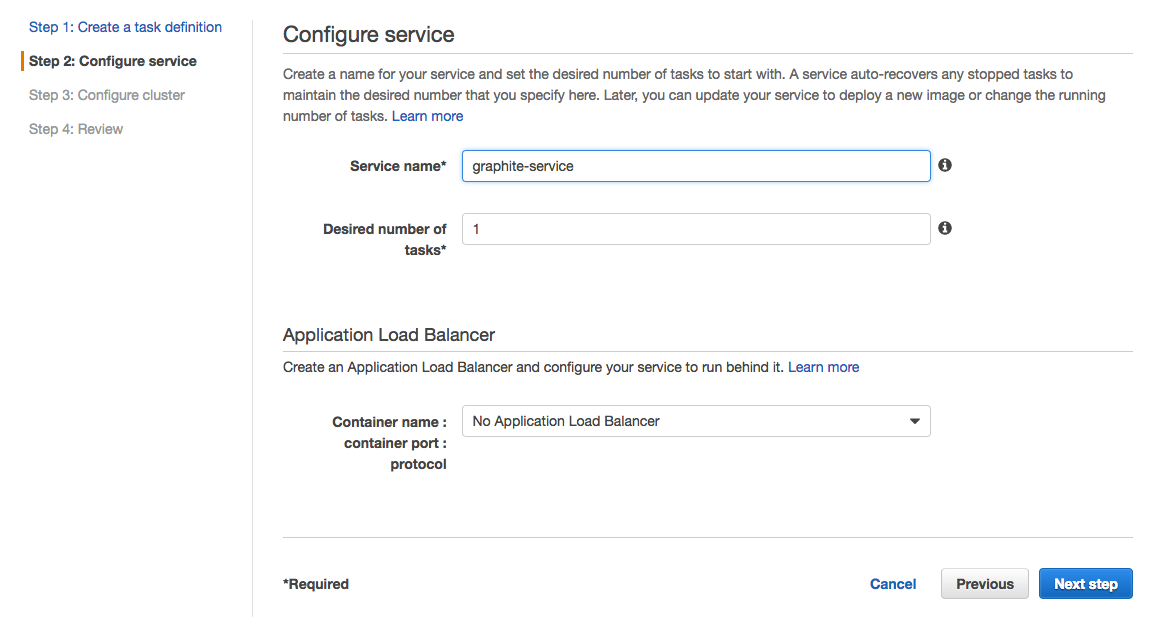 Step 1: Create a task definition
Step 2: Configure service
Step 3: Configure cluster
Step 4: Review
Configure service
Create a name for your service and set the desired number of tasks to start with. A service auto-recovers any stopped tasks to
maintain the desired number that you specify here. Later, you can update your service to deploy a new image or change the running
number of tasks. Learn more
Service name* graphite-service
Desired number of
tasks* 1
Application Load Balancer
Create an Application Load Balancer and configure your service to run behind it. Learn more
Container name : No Application Load Balancer
container port :
protocol
*Required Cancel Previous Next step